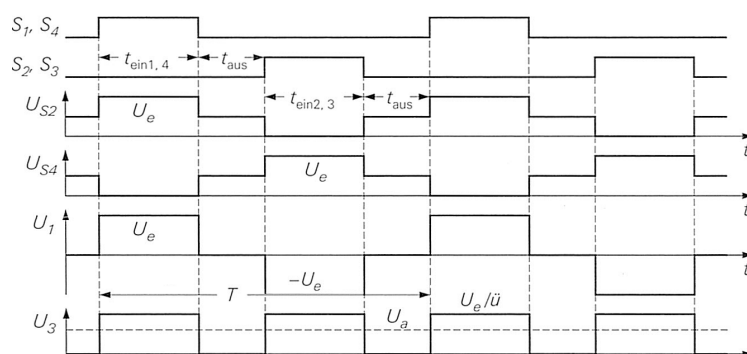 S1, S4
tein1, 4
taus
S2, S3
tein2, 3
taus
US2
Ue
t
US4
Ue
t
U1
Ue
t
−Ue
T
Ue/ü
U3
Ua